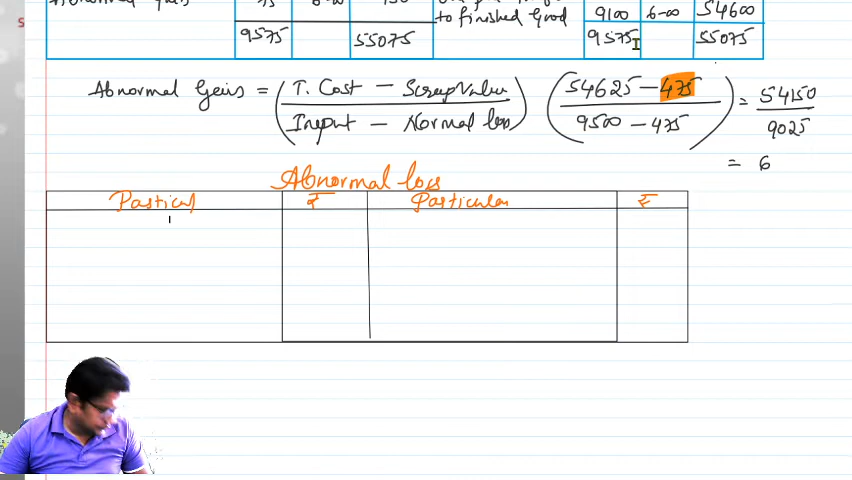 9100 6-00 54600
to finished Good
9575 55075 9575 55075
Abnormal Gain = (T. Cost - Scrap Value / Input - Normal loss) (54625 - 475 / 9500 - 475) = 54150 / 9025
= 6
Abnormal loss
Particul ₹ Particular ₹